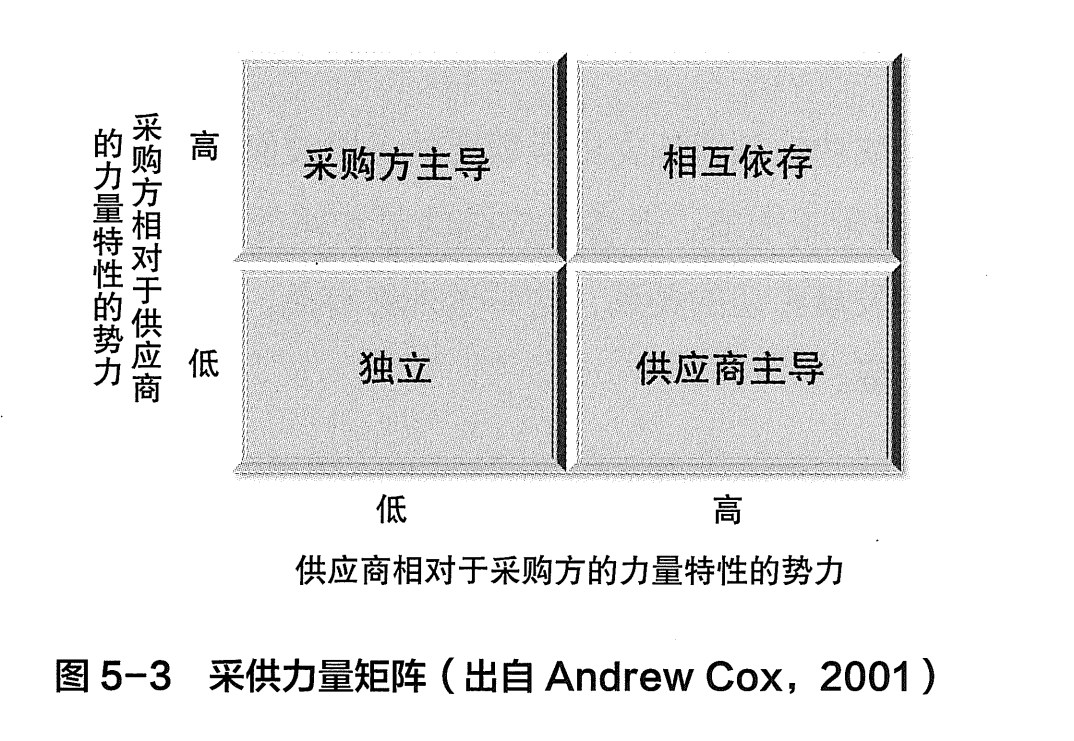 采购方相对于供应商
的力量特性的势力
高
采购方主导
相互依存
低
独立
供应商主导
低
高
供应商相对于采购方的力量特性的势力
图 5-3 采供力量矩阵（出自 Andrew Cox，2001）